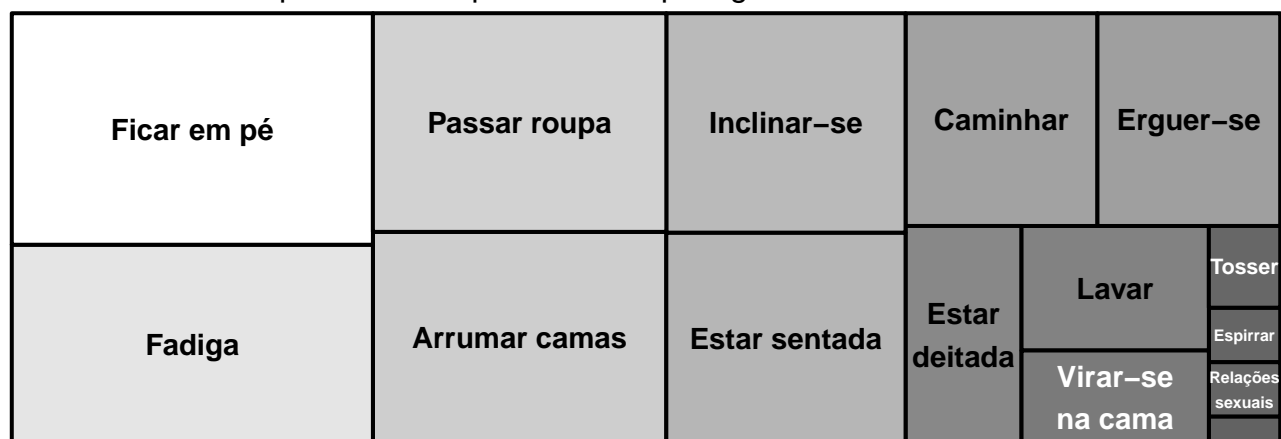 Ficar em pé
Passar roupa
Inclinar−se
Caminhar
Erguer−se
Fadiga
Arrumar camas
Estar sentada
Estar
deitada
Lavar
Virar−se
na cama
Tosser
Espirrar
Relações
sexuais